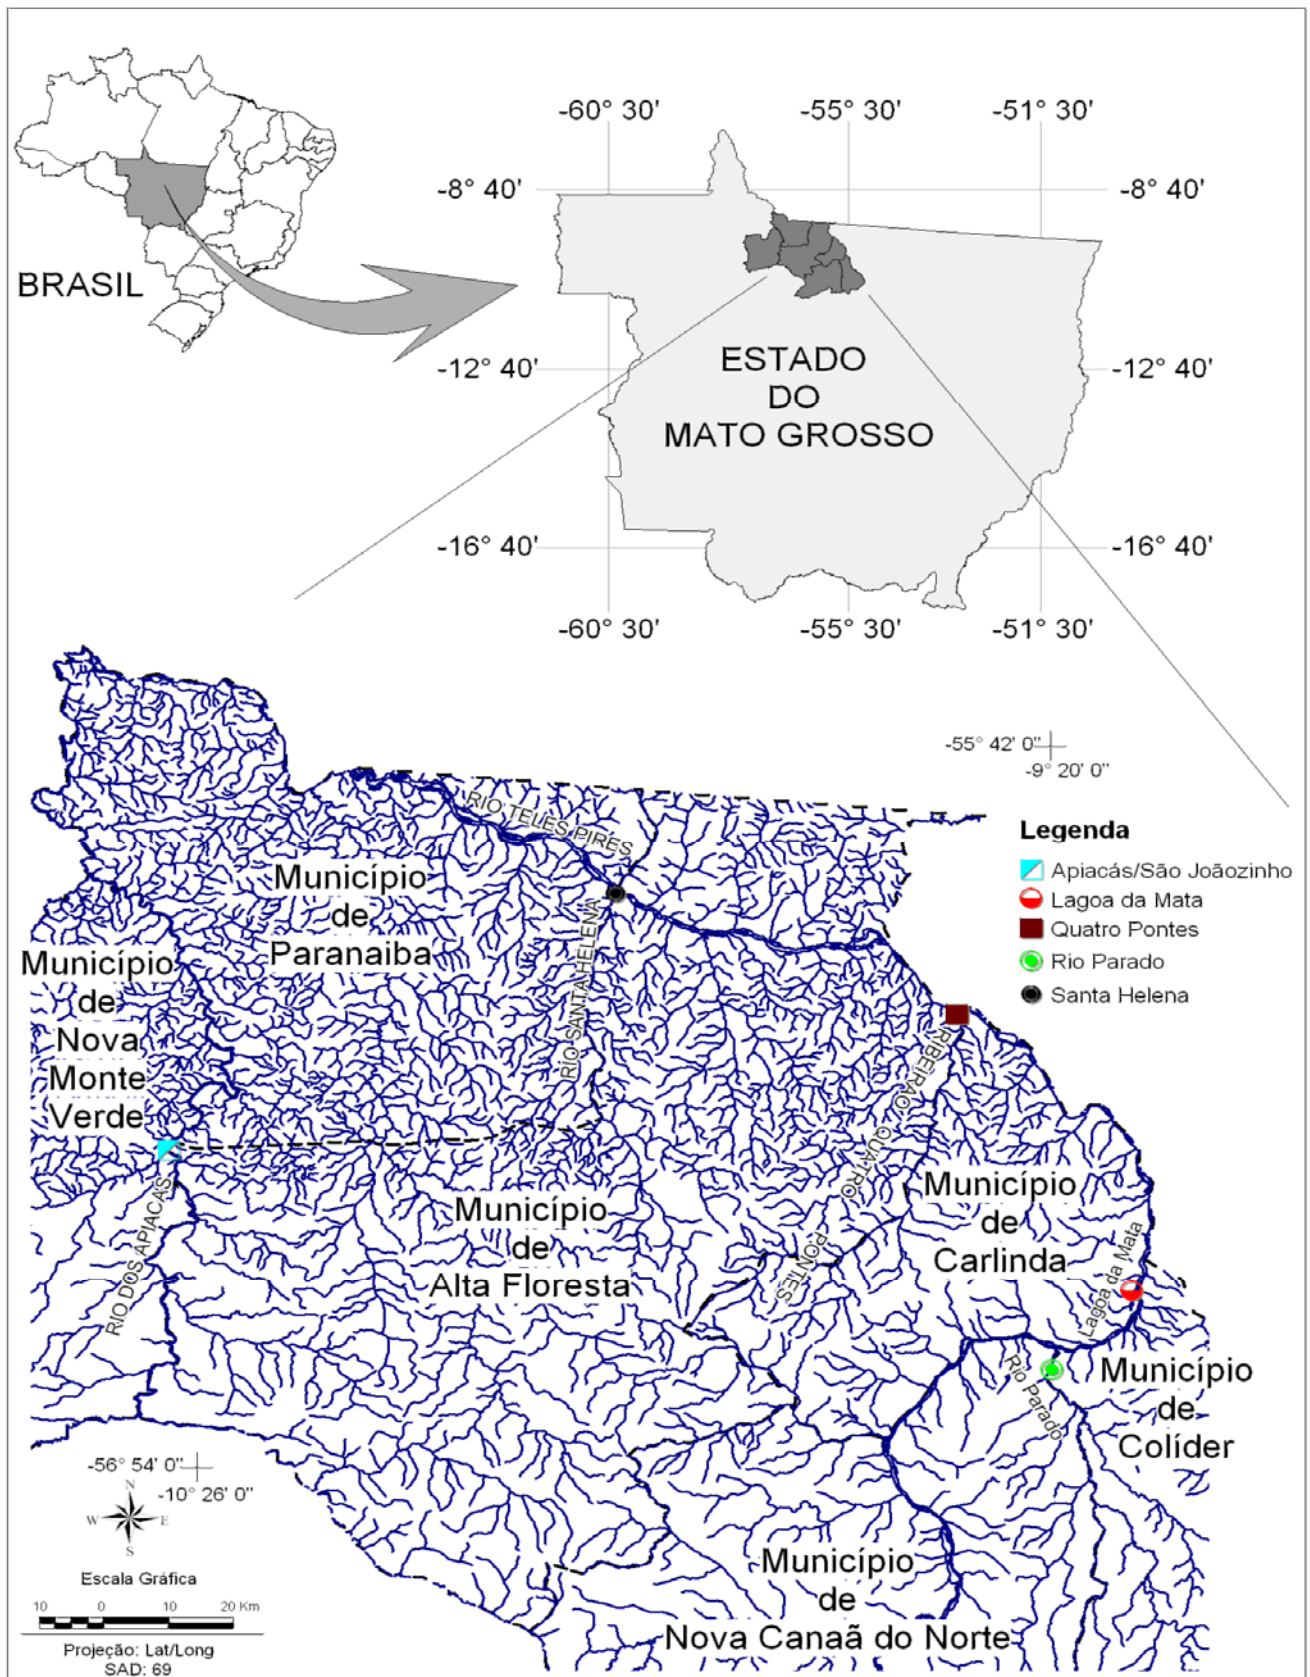 -60° 30'
-55° 30'
-51° 30'
-8° 40'
-8° 40'
BRASIL
-12° 40'
-12° 40'
ESTADO
DO
MATO GROSSO
-16° 40'
-16° 40'
-60° 30'
-55° 30'
-51° 30'
-55° 42' 0"
-9° 20' 0"
RIO TELES PIRES
Legenda
Apiacás/São Joãozinho
Lagoa da Mata
Quatro Pontes
Rio Parado
Santa Helena
Município
de
Paranaiba
Município
de
Nova
Monte
Verde
RIO SANTA HELENA
RIBEIRAO QUATRO PONTES
RIO DOS APIACAS
Município
de
Alta Floresta
Município
de
Carlinda
Lagoa da Mata
Rio Parado
Município
de
Colíder
-56° 54' 0"
-10° 26' 0"
N
W
E
S
Escala Gráfica
10 0 10 20 Km
Projeção: Lat/Long
SAD: 69
Município
de
Nova Canaã do Norte